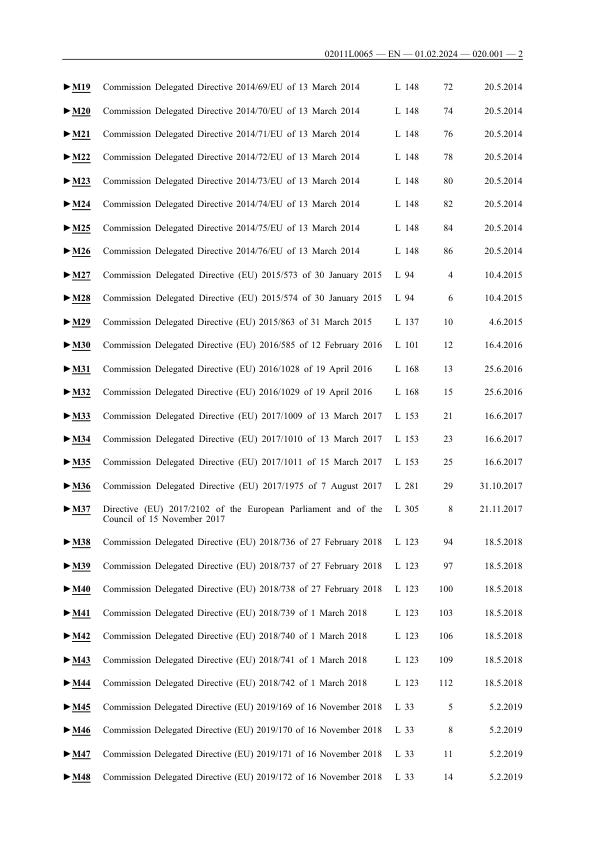 02011L0065 — EN — 01.02.2024 — 020.001 — 2
►M19 Commission Delegated Directive 2014/69/EU of 13 March 2014 L 148 72 20.5.2014
►M20 Commission Delegated Directive 2014/70/EU of 13 March 2014 L 148 74 20.5.2014
►M21 Commission Delegated Directive 2014/71/EU of 13 March 2014 L 148 76 20.5.2014
►M22 Commission Delegated Directive 2014/72/EU of 13 March 2014 L 148 78 20.5.2014
►M23 Commission Delegated Directive 2014/73/EU of 13 March 2014 L 148 80 20.5.2014
►M24 Commission Delegated Directive 2014/74/EU of 13 March 2014 L 148 82 20.5.2014
►M25 Commission Delegated Directive 2014/75/EU of 13 March 2014 L 148 84 20.5.2014
►M26 Commission Delegated Directive 2014/76/EU of 13 March 2014 L 148 86 20.5.2014
►M27 Commission Delegated Directive (EU) 2015/573 of 30 January 2015 L 94 4 10.4.2015
►M28 Commission Delegated Directive (EU) 2015/574 of 30 January 2015 L 94 6 10.4.2015
►M29 Commission Delegated Directive (EU) 2015/863 of 31 March 2015 L 137 10 4.6.2015
►M30 Commission Delegated Directive (EU) 2016/585 of 12 February 2016 L 101 12 16.4.2016
►M31 Commission Delegated Directive (EU) 2016/1028 of 19 April 2016 L 168 13 25.6.2016
►M32 Commission Delegated Directive (EU) 2016/1029 of 19 April 2016 L 168 15 25.6.2016
►M33 Commission Delegated Directive (EU) 2017/1009 of 13 March 2017 L 153 21 16.6.2017
►M34 Commission Delegated Directive (EU) 2017/1010 of 13 March 2017 L 153 23 16.6.2017
►M35 Commission Delegated Directive (EU) 2017/1011 of 15 March 2017 L 153 25 16.6.2017
►M36 Commission Delegated Directive (EU) 2017/1975 of 7 August 2017 L 281 29 31.10.2017
►M37 Directive (EU) 2017/2102 of the European Parliament and of the L 305 8 21.11.2017
Council of 15 November 2017
►M38 Commission Delegated Directive (EU) 2018/736 of 27 February 2018 L 123 94 18.5.2018
►M39 Commission Delegated Directive (EU) 2018/737 of 27 February 2018 L 123 97 18.5.2018
►M40 Commission Delegated Directive (EU) 2018/738 of 27 February 2018 L 123 100 18.5.2018
►M41 Commission Delegated Directive (EU) 2018/739 of 1 March 2018 L 123 103 18.5.2018
►M42 Commission Delegated Directive (EU) 2018/740 of 1 March 2018 L 123 106 18.5.2018
►M43 Commission Delegated Directive (EU) 2018/741 of 1 March 2018 L 123 109 18.5.2018
►M44 Commission Delegated Directive (EU) 2018/742 of 1 March 2018 L 123 112 18.5.2018
►M45 Commission Delegated Directive (EU) 2019/169 of 16 November 2018 L 33 5 5.2.2019
►M46 Commission Delegated Directive (EU) 2019/170 of 16 November 2018 L 33 8 5.2.2019
►M47 Commission Delegated Directive (EU) 2019/171 of 16 November 2018 L 33 11 5.2.2019
►M48 Commission Delegated Directive (EU) 2019/172 of 16 November 2018 L 33 14 5.2.2019